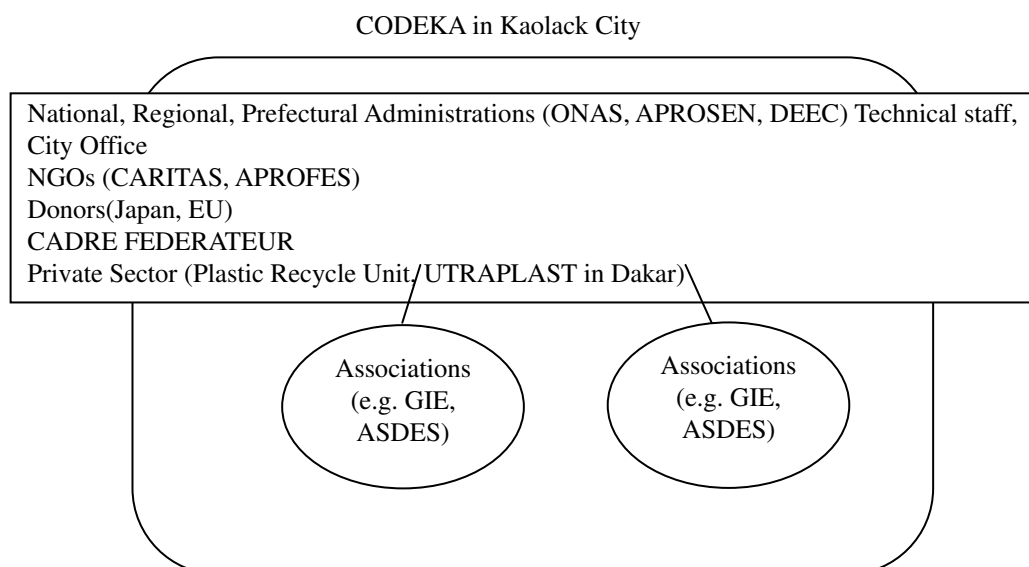 CODEKA in Kaolack City
National, Regional, Prefectural Administrations (ONAS, APROSEN, DEEC) Technical staff,
City Office
NGOs (CARITAS, APROFES)
Donors(Japan, EU)
CADRE FEDERATEUR
Private Sector (Plastic Recycle Unit, UTRAPLAST in Dakar)
Associations
(e.g. GIE,
ASDES)
Associations
(e.g. GIE,
ASDES)